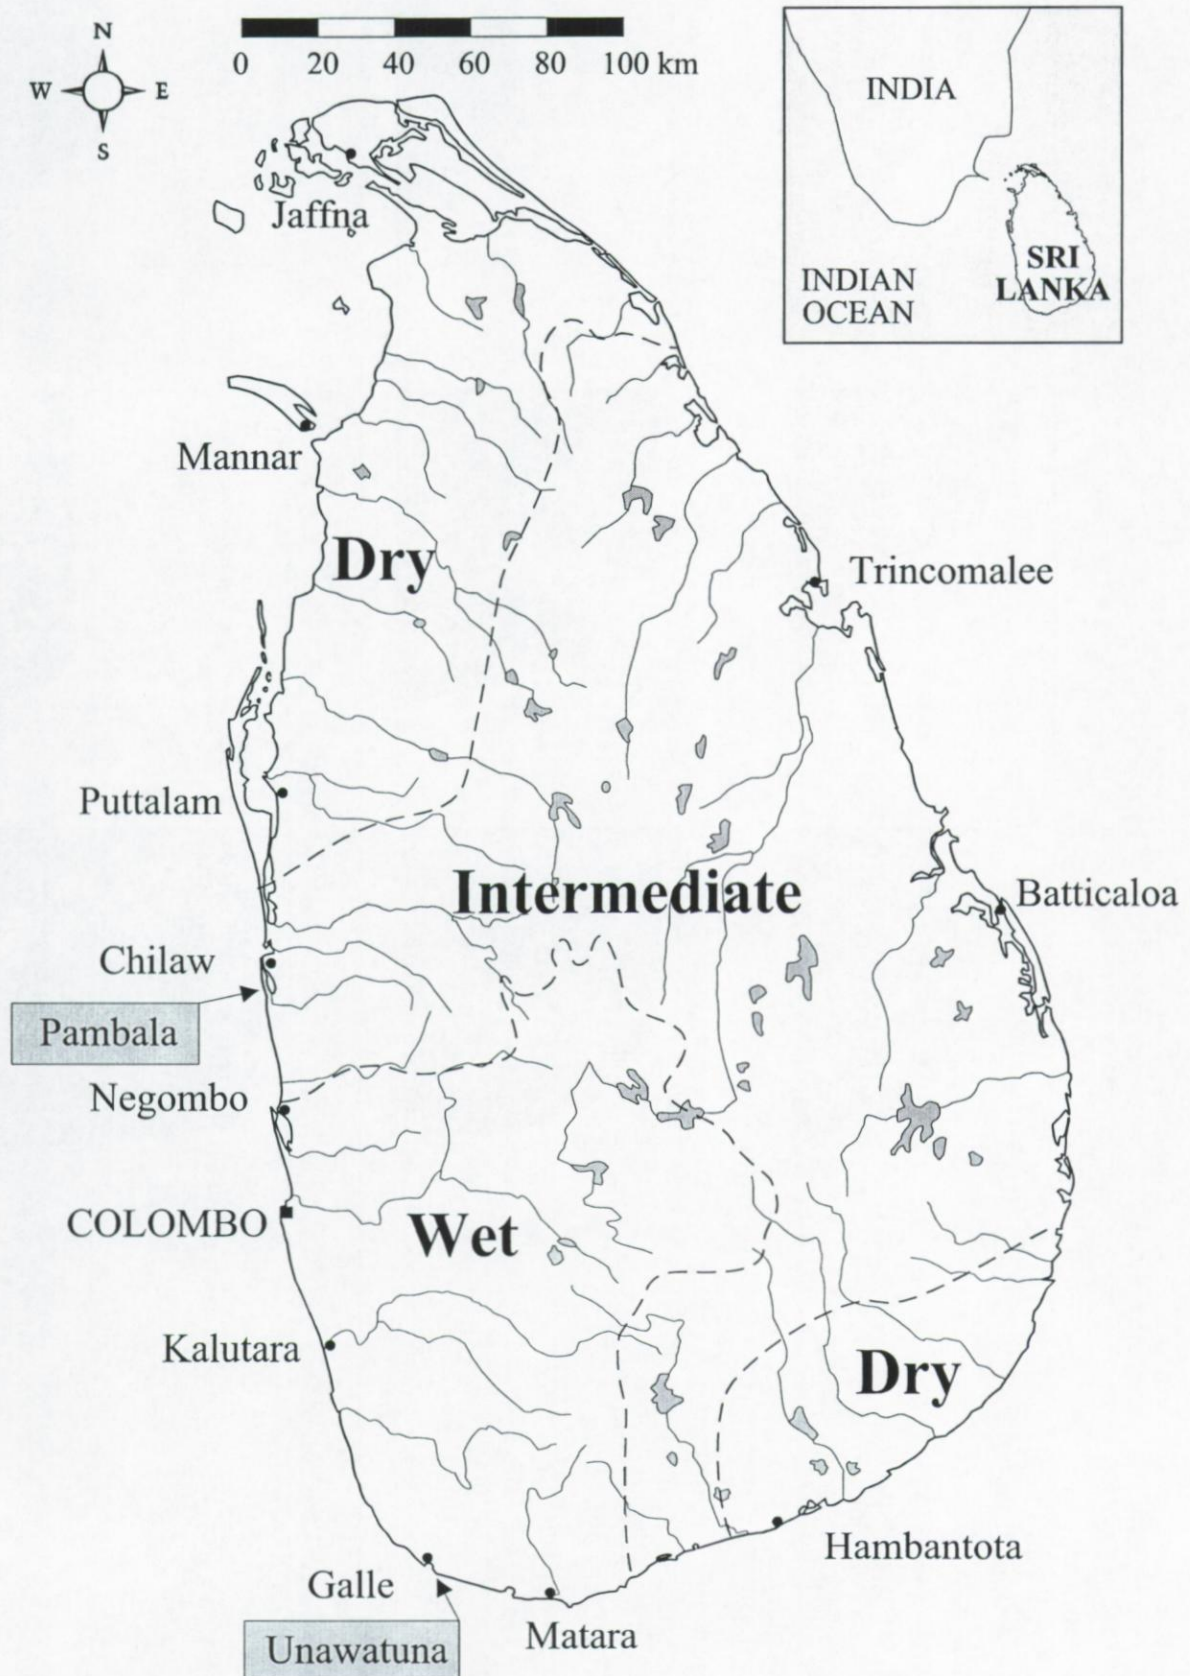 N
W E
S
0 20 40 60 80 100 km
INDIA
SRI
LANKA
INDIAN
OCEAN
Jaffna
Mannar
Dry
Trincomalee
Puttalam
Intermediate
Batticaloa
Chilaw
Pambala
Negombo
COLOMBO
Wet
Kalutara
Dry
Hambantota
Galle
Matara
Unawatuna